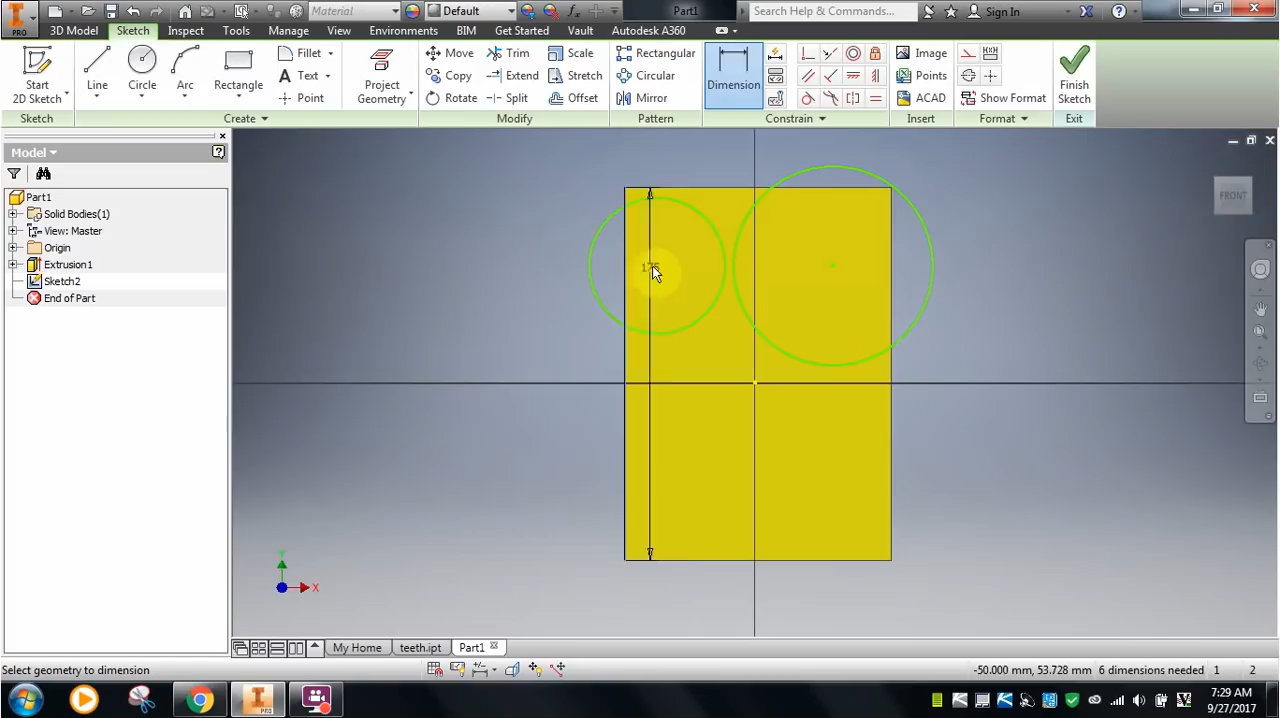 Material
Default
Part1
Search Help & Commands...
Sign In
PRO
3D Model
Sketch
Inspect
Tools
Manage
View
Environments
BIM
Get Started
Vault
Autodesk A360
Start
2D Sketch
Line
Circle
Arc
Rectangle
Fillet
Text
Point
Project
Geometry
Move
Copy
Rotate
Trim
Extend
Split
Scale
Stretch
Offset
Rectangular
Circular
Mirror
Dimension
Image
Points
ACAD
Show Format
Finish
Sketch
Sketch
Create
Modify
Pattern
Constrain
Insert
Format
Exit
Model
Part1
Solid Bodies(1)
View: Master
Origin
Extrusion1
Sketch2
End of Part
FRONT
Y
X
My Home
teeth.ipt
Part1
Select geometry to dimension
-50.000 mm, 53.728 mm
6 dimensions needed
1
2
PRO
7:29 AM
9/27/2017